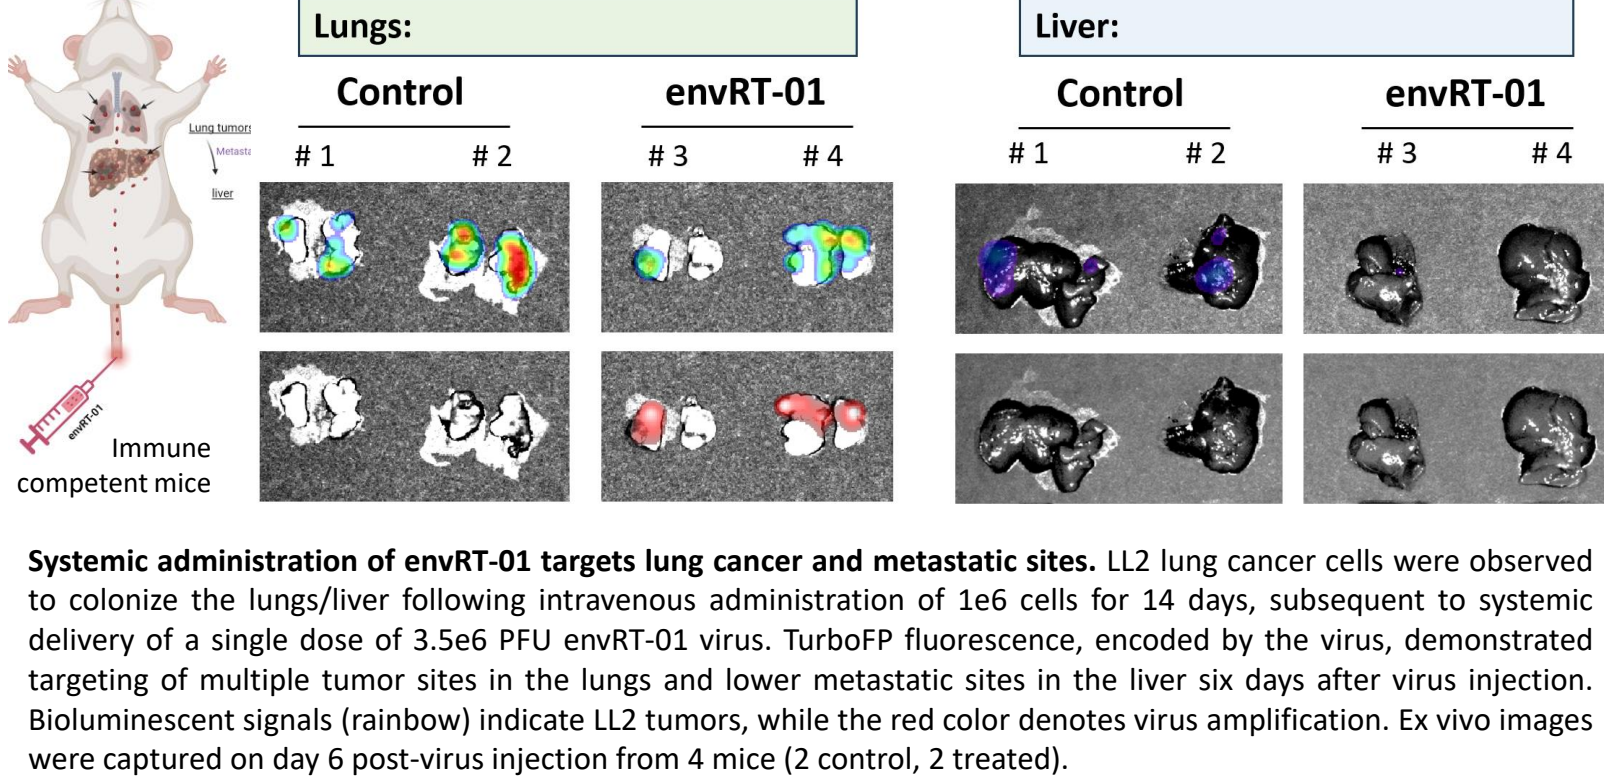 Lungs:
Liver:
Control
envRT-01
Control
envRT-01
# 1
# 2
# 3
# 4
# 1
# 2
# 3
# 4
Lung tumors
Metasta
liver
envRT-01
Immune
competent mice
Systemic administration of envRT-01 targets lung cancer and metastatic sites. LL2 lung cancer cells were observed
to colonize the lungs/liver following intravenous administration of 1e6 cells for 14 days, subsequent to systemic
delivery of a single dose of 3.5e6 PFU envRT-01 virus. TurboFP fluorescence, encoded by the virus, demonstrated
targeting of multiple tumor sites in the lungs and lower metastatic sites in the liver six days after virus injection.
Bioluminescent signals (rainbow) indicate LL2 tumors, while the red color denotes virus amplification. Ex vivo images
were captured on day 6 post-virus injection from 4 mice (2 control, 2 treated).